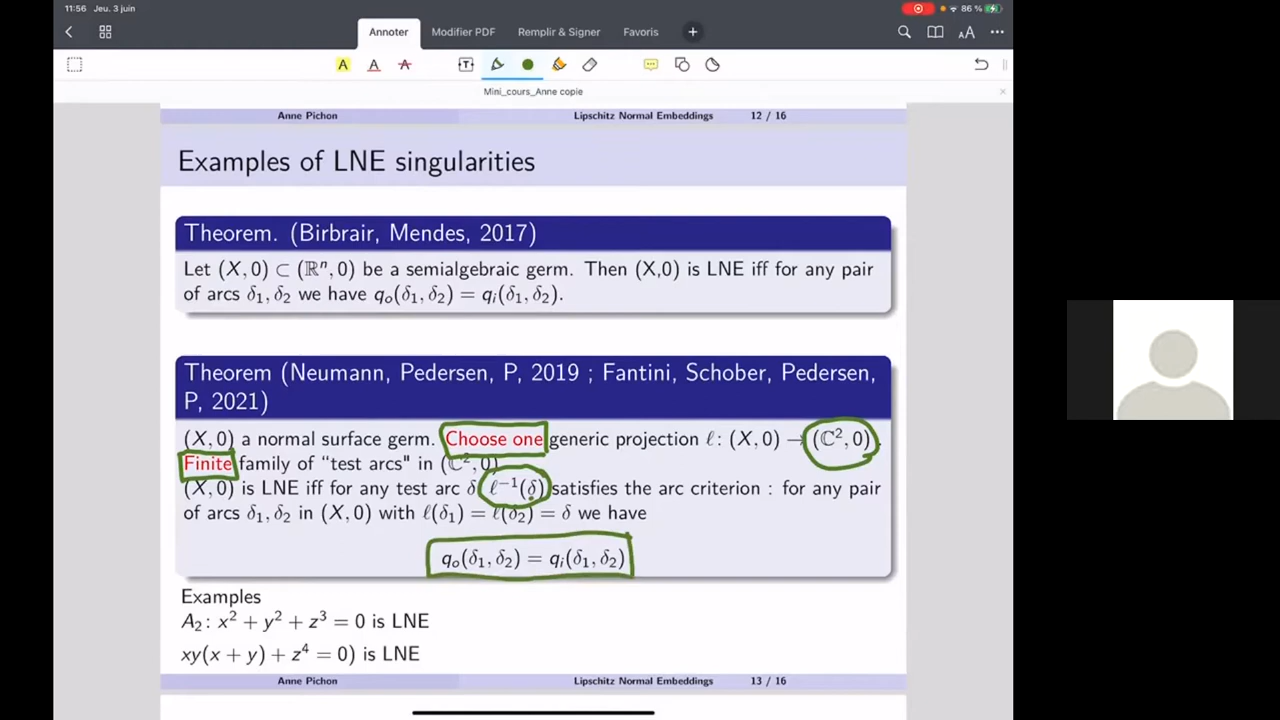 11:56 Jeu. 3 juin
86 %
Annoter
Modifier PDF
Remplir & Signer
Favoris
+
AA
A
A
A
T
Mini_cours_Anne copie
Anne Pichon
Lipschitz Normal Embeddings
12 / 16
Examples of LNE singularities
Theorem. (Birbrair, Mendes, 2017)
Let (X, 0) ⊂ (ℝⁿ, 0) be a semialgebraic germ. Then (X,0) is LNE iff for any pair
of arcs δ₁, δ₂ we have qₒ(δ₁, δ₂) = qᵢ(δ₁, δ₂).
Theorem (Neumann, Pedersen, P, 2019 ; Fantini, Schober, Pedersen,
P, 2021)
(X, 0) a normal surface germ. Choose one generic projection ℓ: (X, 0) → (ℂ², 0).
Finite family of “test arcs" in (ℂ², 0)
(X, 0) is LNE iff for any test arc δ ℓ⁻¹(δ) satisfies the arc criterion : for any pair
of arcs δ₁, δ₂ in (X, 0) with ℓ(δ₁) = ℓ(δ₂) = δ we have
qₒ(δ₁, δ₂) = qᵢ(δ₁, δ₂)
Examples
A₂: x² + y² + z³ = 0 is LNE
xy(x + y) + z⁴ = 0) is LNE
Anne Pichon
Lipschitz Normal Embeddings
13 / 16